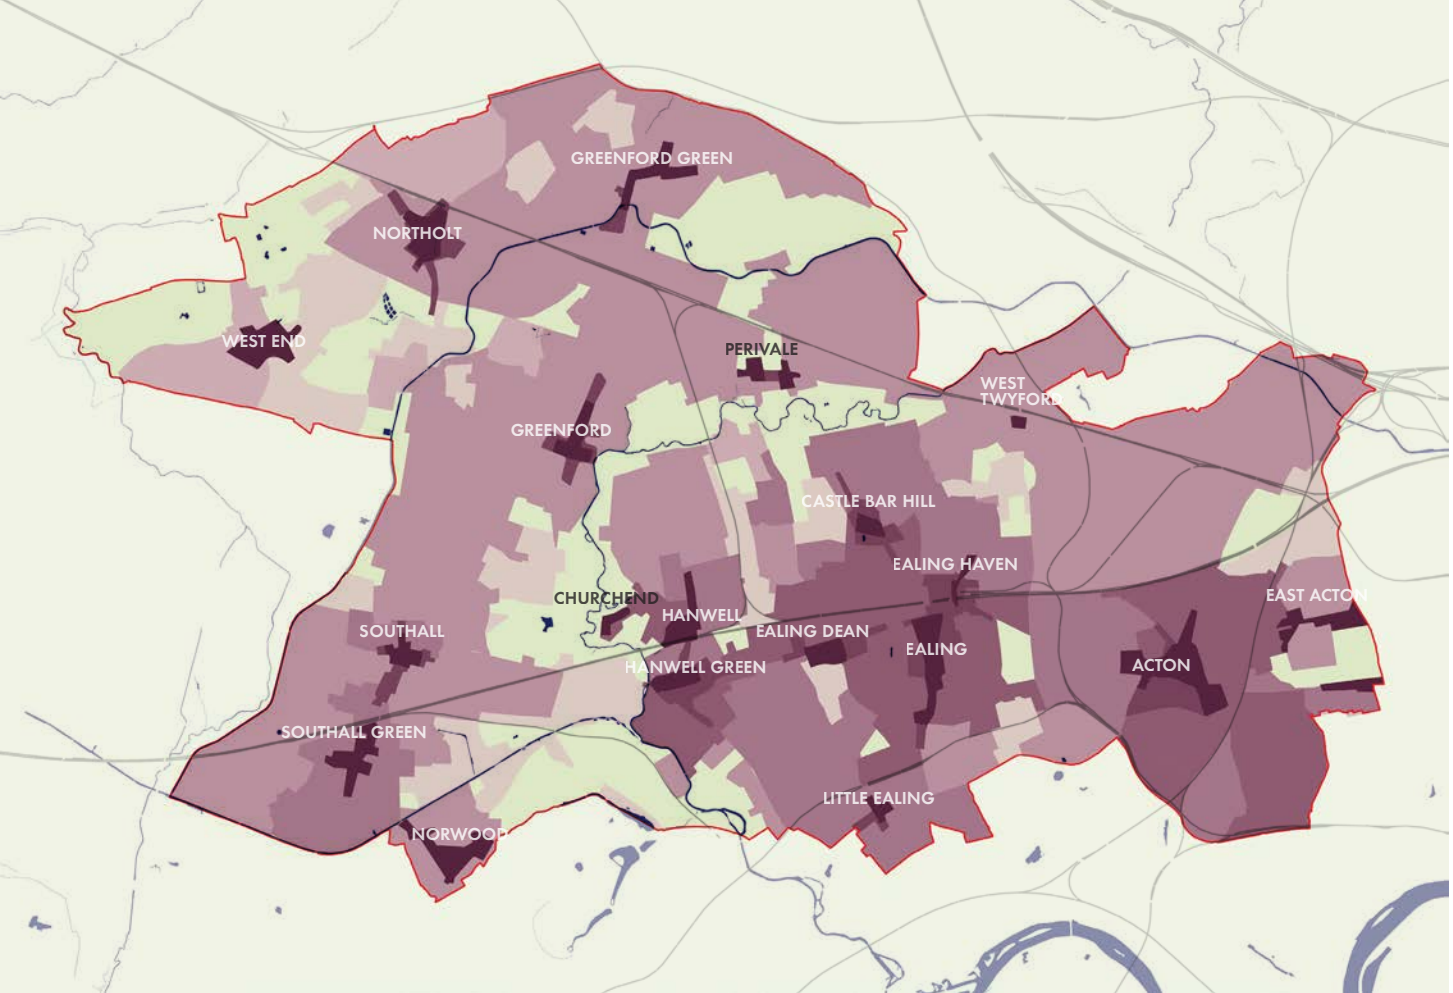 GREENFORD GREEN
NORTHOLT
WEST END
PERIVALE
WEST
TWYFORD
GREENFORD
CASTLE BAR HILL
EALING HAVEN
CHURCHEND
EAST ACTON
HANWELL
SOUTHALL
EALING DEAN
EALING
HANWELL GREEN
ACTON
SOUTHALL GREEN
LITTLE EALING
NORWOOD